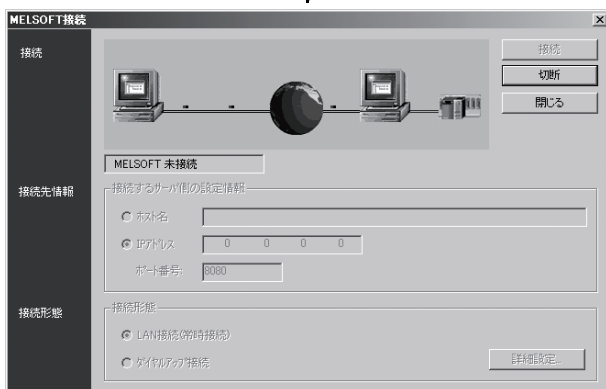 MELSOFT接続
接続
接続
切断
閉じる
MELSOFT 未接続
接続先情報
接続するサーバ側の設定情報
ホスト名
IPアドレス 0 0 0 0
ポート番号: 8080
接続形態
接続形態
LAN接続(常時接続)
ダイヤルアップ接続
詳細設定...